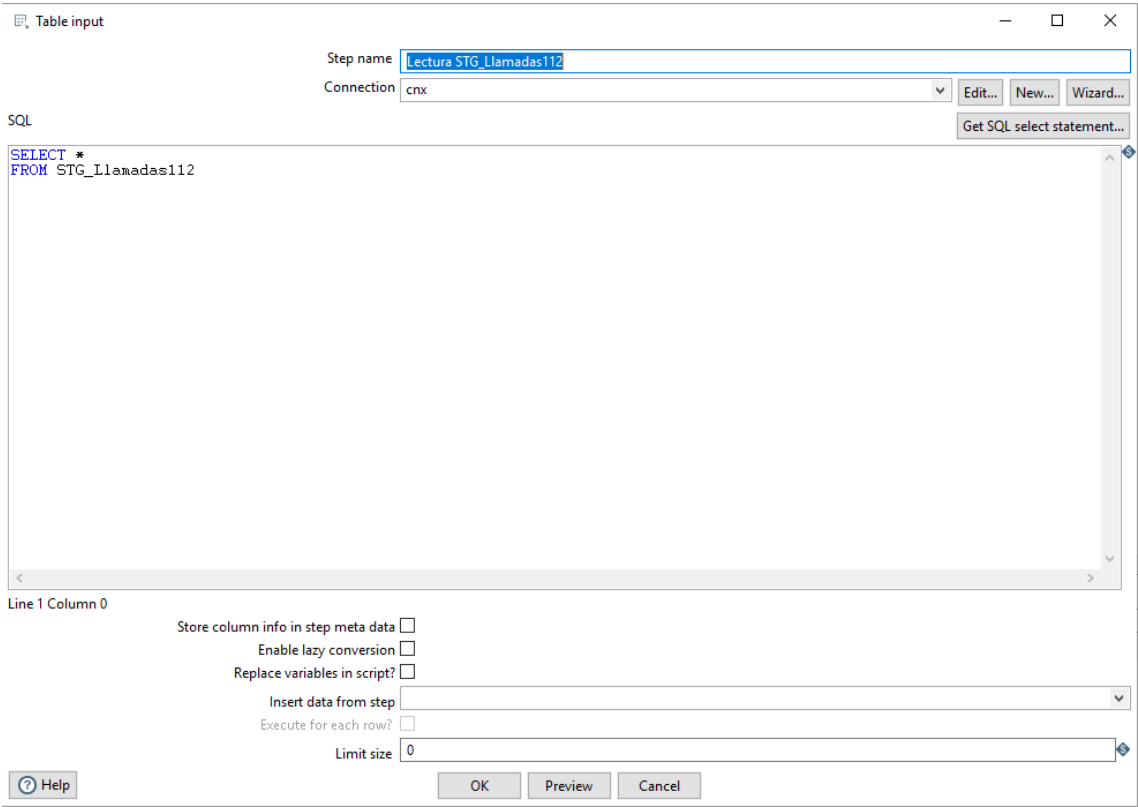 Table input
Step name Lectura STG_Llamadas112
Connection cnx Edit... New... Wizard...
SQL Get SQL select statement...
SELECT *
FROM STG_Llamadas112
Line 1 Column 0
Store column info in step meta data
Enable lazy conversion
Replace variables in script?
Insert data from step
Execute for each row?
Limit size 0
Help OK Preview Cancel